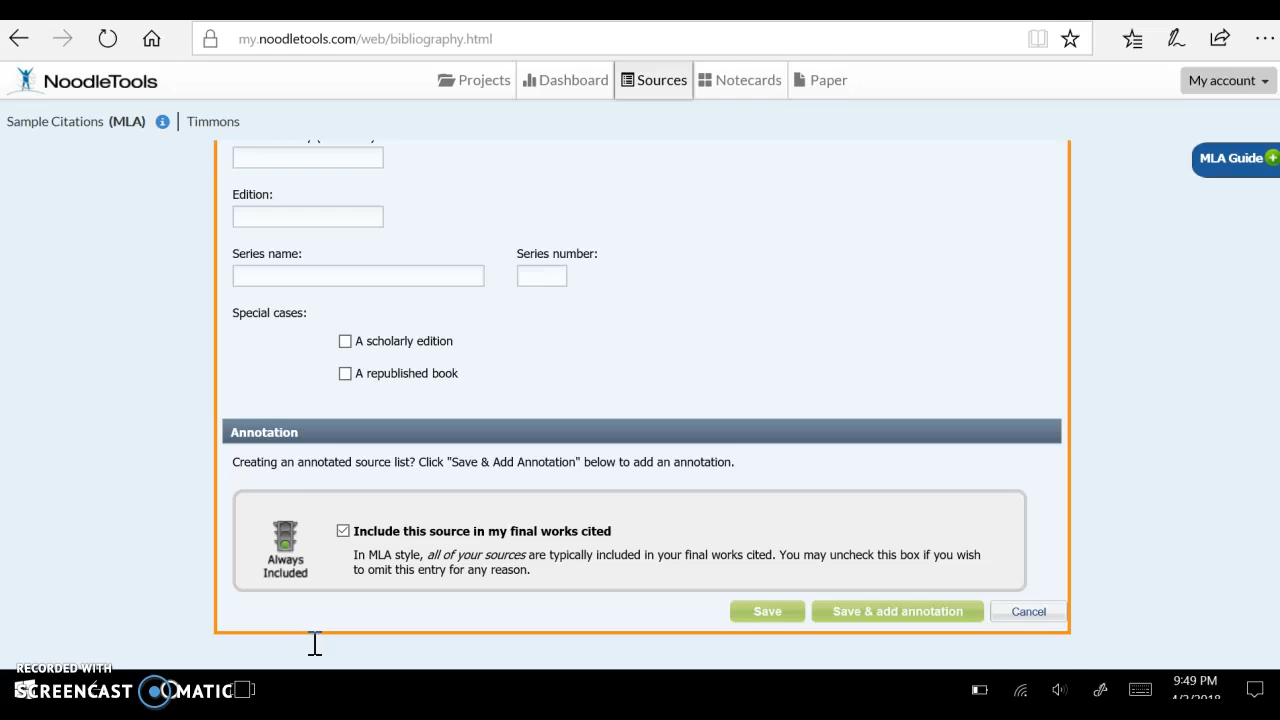 my.noodletools.com/web/bibliography.html
NoodleTools
Projects
Dashboard
Sources
Notecards
Paper
My account
Sample Citations (MLA)
Timmons
MLA Guide
Edition:
Series name:
Series number:
Special cases:
A scholarly edition
A republished book
Annotation
Creating an annotated source list? Click "Save & Add Annotation" below to add an annotation.
Include this source in my final works cited
Always
Included
In MLA style, all of your sources are typically included in your final works cited. You may uncheck this box if you wish
to omit this entry for any reason.
Save
Save & add annotation
Cancel
RECORDED WITH
SCREENCAST MATIC
9:49 PM